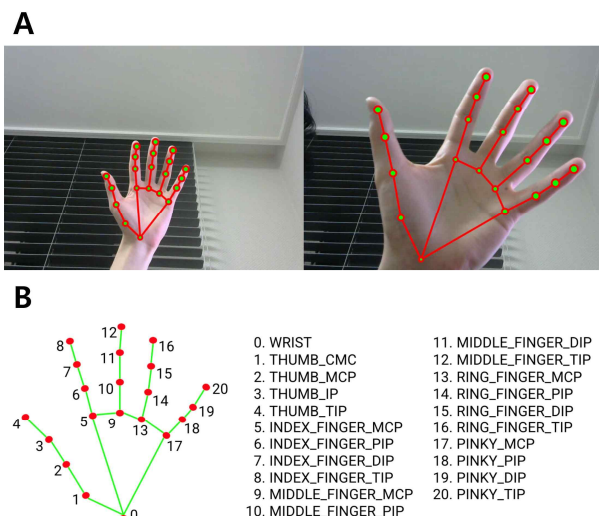 A
B
12
8
16
11
7
15
6
10
14
20
5
9
13
19
18
4
17
3
2
1
0
0. WRIST
1. THUMB_CMC
2. THUMB_MCP
3. THUMB_IP
4. THUMB_TIP
5. INDEX_FINGER_MCP
6. INDEX_FINGER_PIP
7. INDEX_FINGER_DIP
8. INDEX_FINGER_TIP
9. MIDDLE_FINGER_MCP
10. MIDDLE_FINGER_PIP
11. MIDDLE_FINGER_DIP
12. MIDDLE_FINGER_TIP
13. RING_FINGER_MCP
14. RING_FINGER_PIP
15. RING_FINGER_DIP
16. RING_FINGER_TIP
17. PINKY_MCP
18. PINKY_PIP
19. PINKY_DIP
20. PINKY_TIP